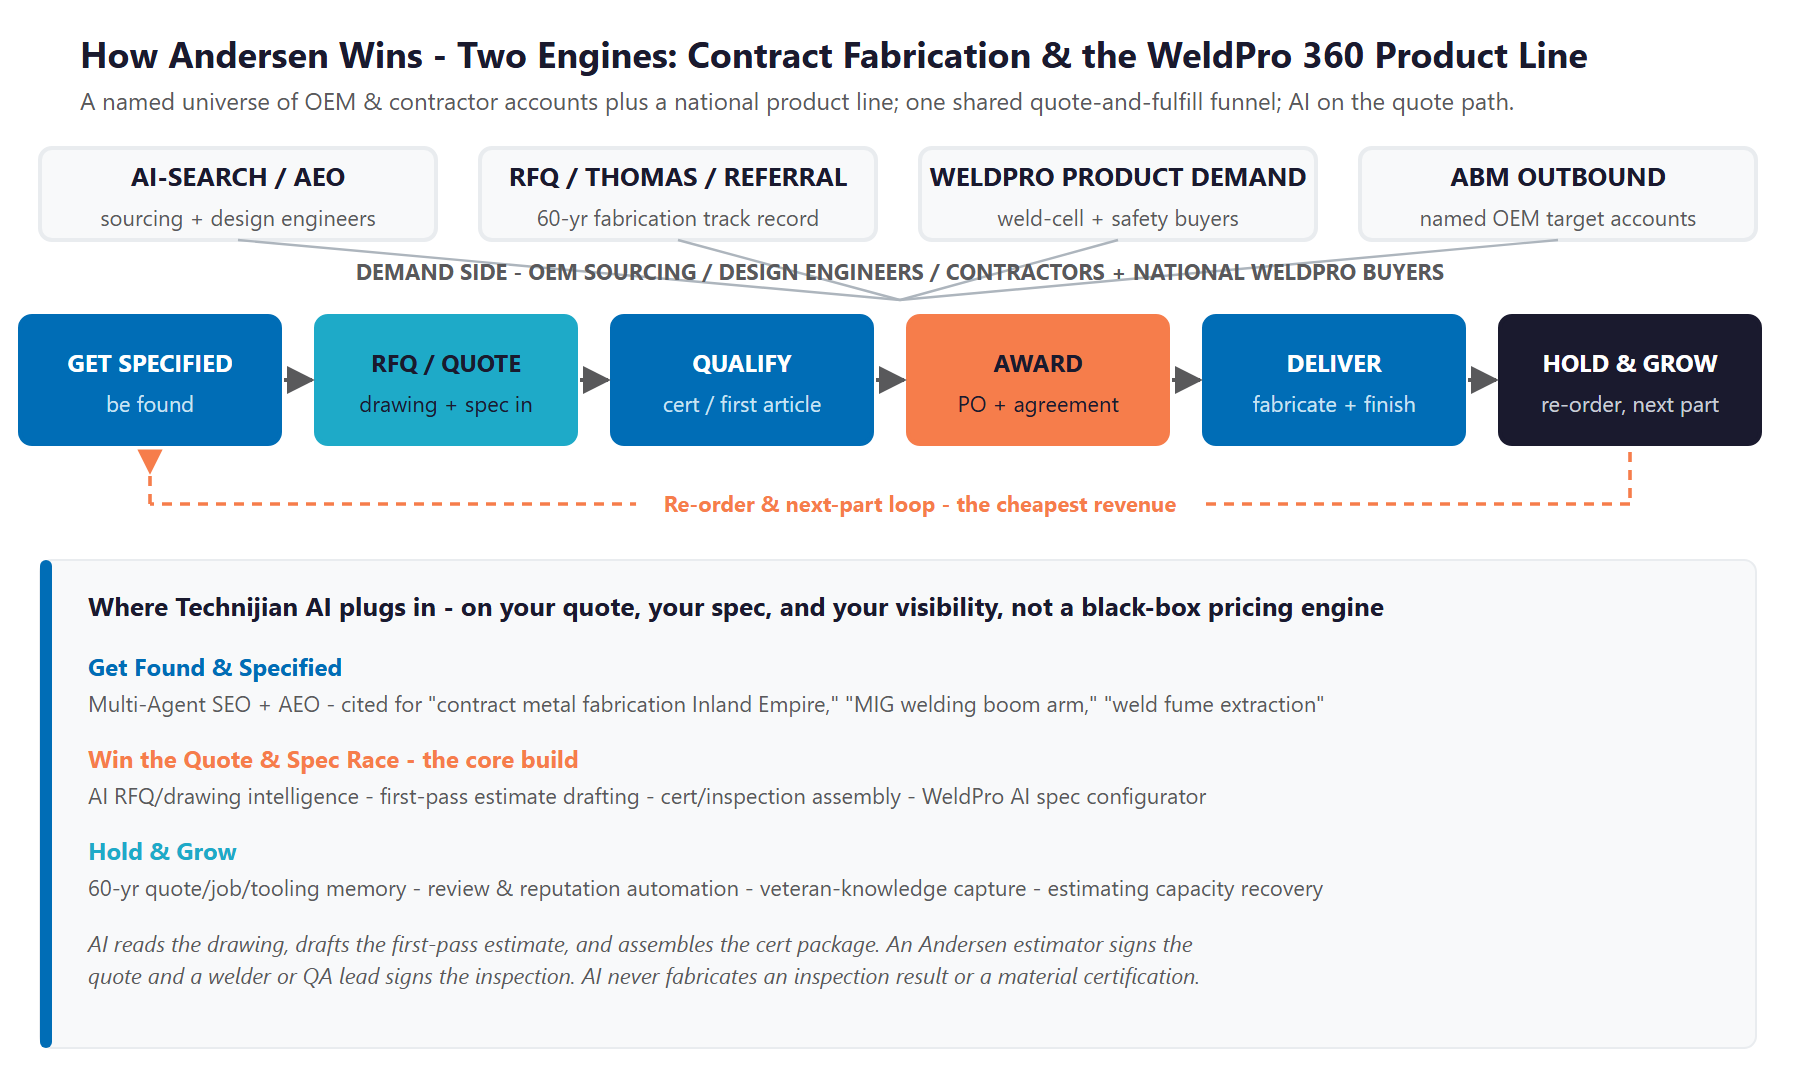 How Andersen Wins - Two Engines: Contract Fabrication & the WeldPro 360 Product Line
A named universe of OEM & contractor accounts plus a national product line; one shared quote-and-fulfill funnel; AI on the quote path.
AI-SEARCH / AEO
sourcing + design engineers
RFQ / THOMAS / REFERRAL
60-yr fabrication track record
WELDPRO PRODUCT DEMAND
weld-cell + safety buyers
ABM OUTBOUND
named OEM target accounts
DEMAND SIDE - OEM SOURCING / DESIGN ENGINEERS / CONTRACTORS + NATIONAL WELDPRO BUYERS
GET SPECIFIED
be found
RFQ / QUOTE
drawing + spec in
QUALIFY
cert / first article
AWARD
PO + agreement
DELIVER
fabricate + finish
HOLD & GROW
re-order, next part
Re-order & next-part loop - the cheapest revenue
Where Technijian AI plugs in - on your quote, your spec, and your visibility, not a black-box pricing engine
Get Found & Specified
Multi-Agent SEO + AEO - cited for "contract metal fabrication Inland Empire," "MIG welding boom arm," "weld fume extraction"
Win the Quote & Spec Race - the core build
AI RFQ/drawing intelligence - first-pass estimate drafting - cert/inspection assembly - WeldPro AI spec configurator
Hold & Grow
60-yr quote/job/tooling memory - review & reputation automation - veteran-knowledge capture - estimating capacity recovery
AI reads the drawing, drafts the first-pass estimate, and assembles the cert package. An Andersen estimator signs the
quote and a welder or QA lead signs the inspection. AI never fabricates an inspection result or a material certification.